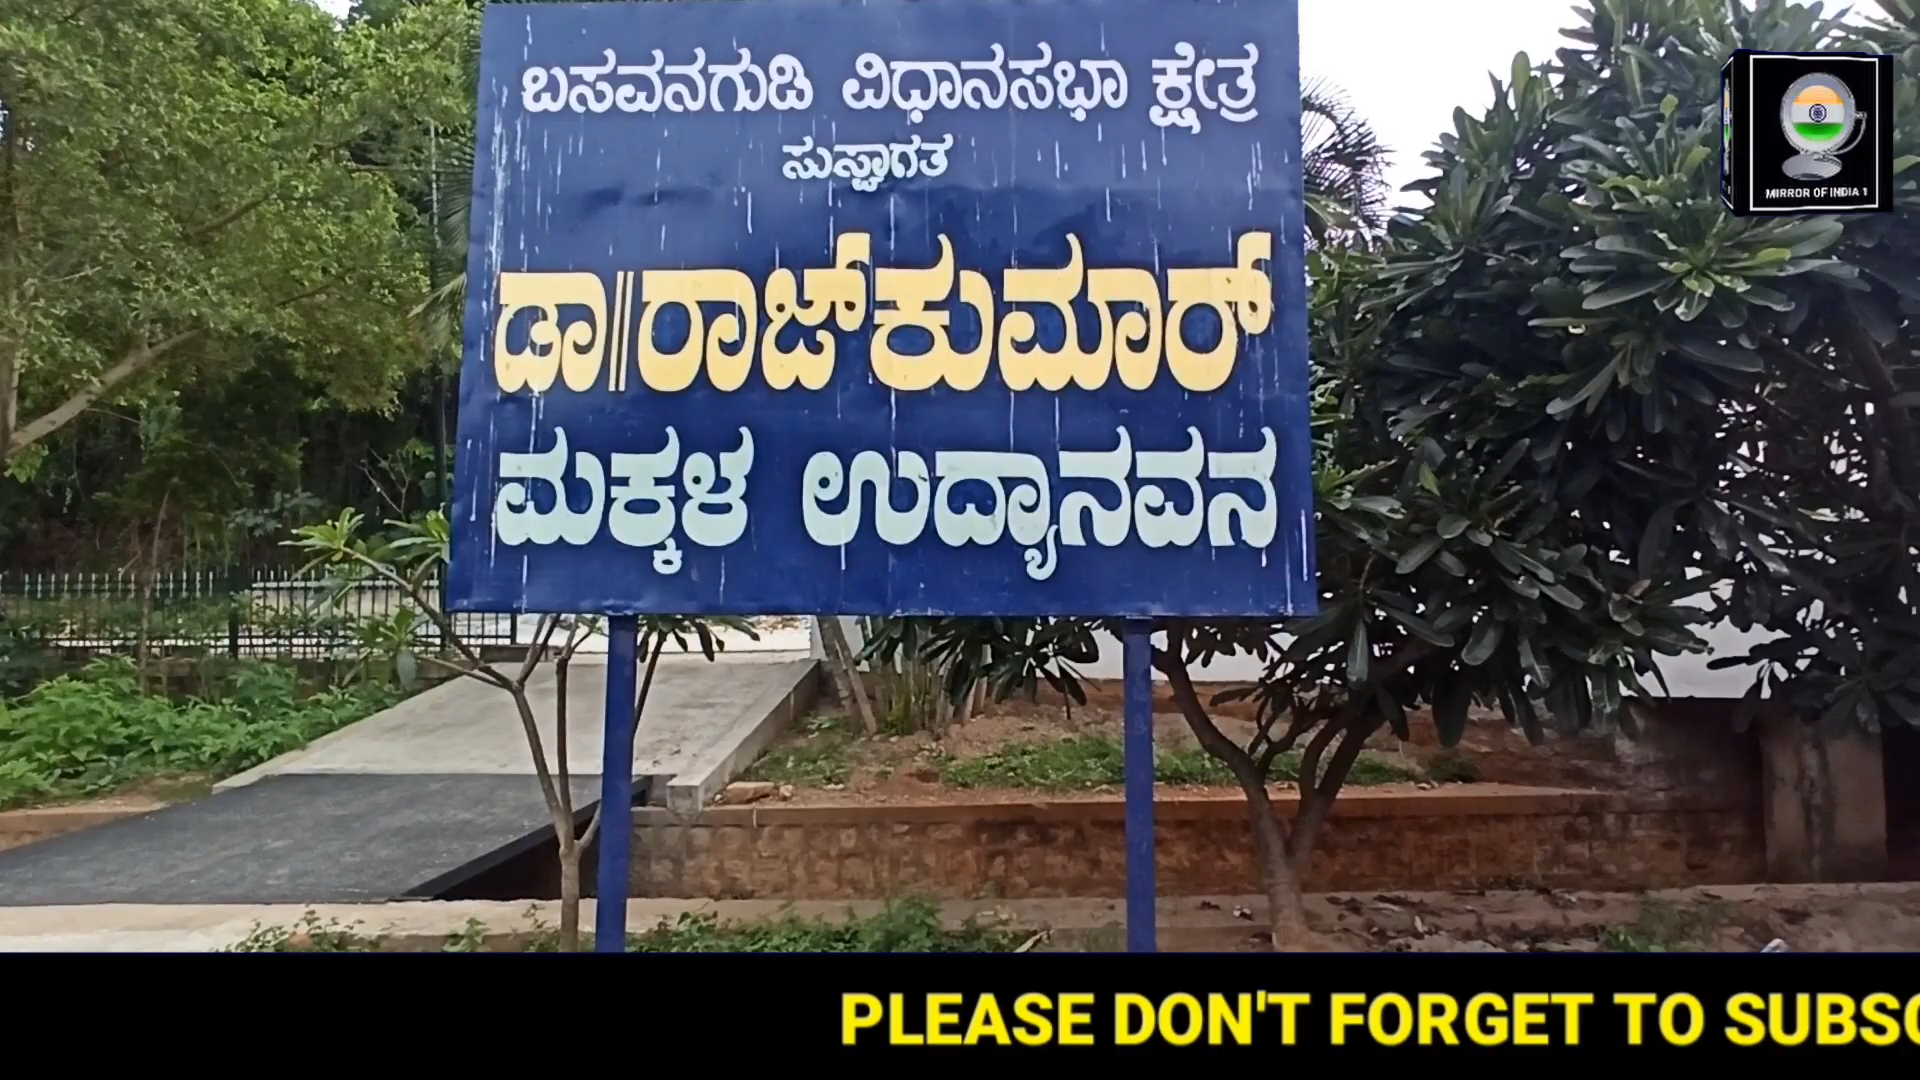 ಬಸವನಗುಡಿ ವಿಧಾನಸಭಾ ಕ್ಷೇತ್ರ
ಸುಸ್ವಾಗತ
ಡಾ||ರಾಜ್‌ಕುಮಾರ್
ಮಕ್ಕಳ ಉದ್ಯಾನವನ
MIRROR OF INDIA 1
PLEASE DON'T FORGET TO SUBSC